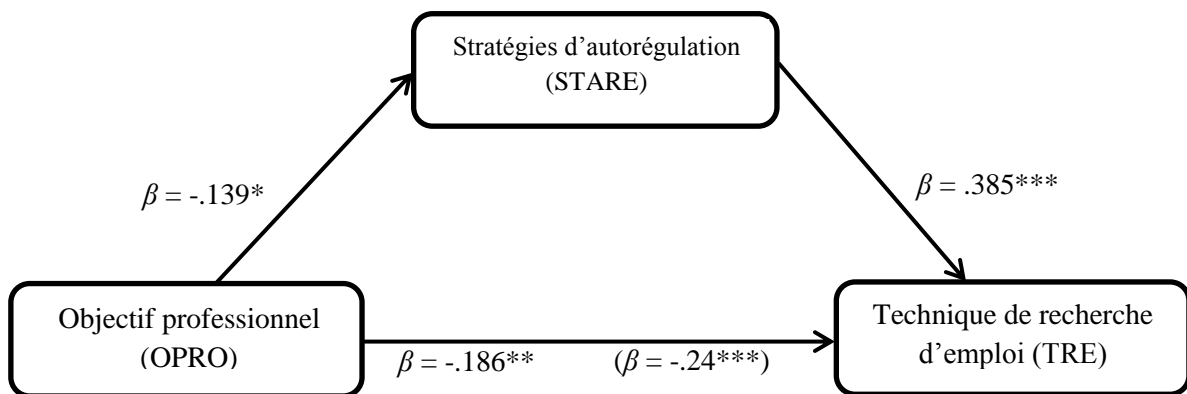 Stratégies d’autorégulation
(STARE)
β = -.139*
β = .385***
Objectif professionnel
(OPRO)
β = -.186**
(β = -.24***)
Technique de recherche
d’emploi (TRE)